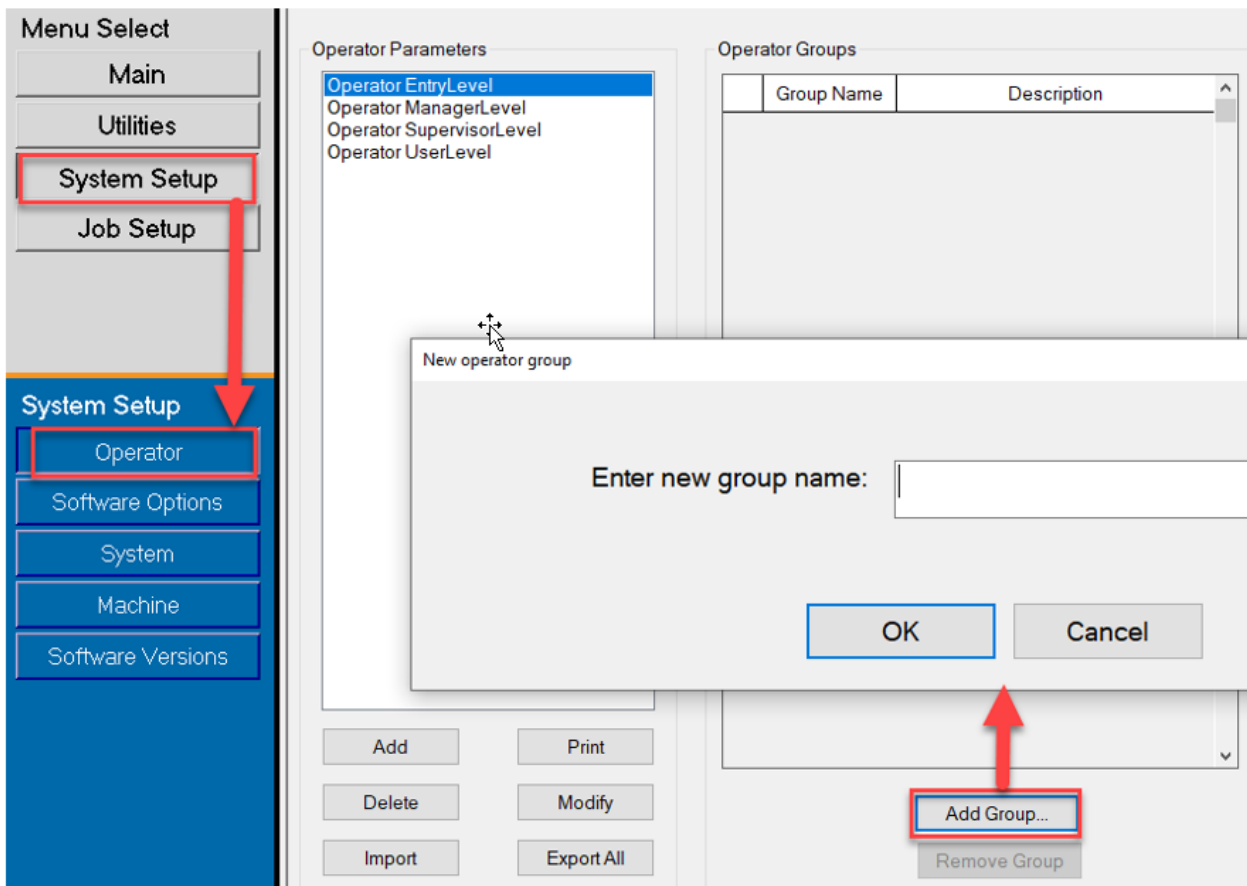 Menu Select
Main
Utilities
System Setup
Job Setup
System Setup
Operator
Software Options
System
Machine
Software Versions
Operator Parameters
Operator EntryLevel
Operator ManagerLevel
Operator SupervisorLevel
Operator UserLevel
Add
Print
Delete
Modify
Import
Export All
Operator Groups
Group Name
Description
New operator group
Enter new group name:
OK
Cancel
Add Group...
Remove Group